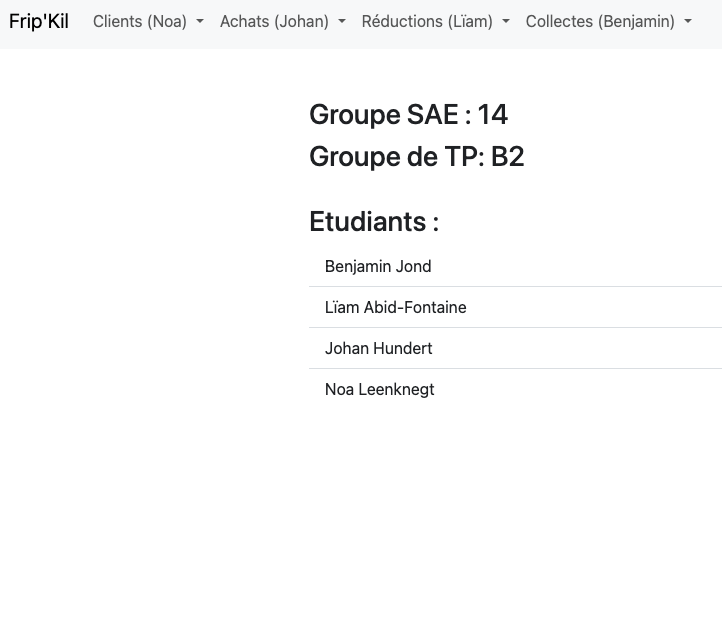 Frip'Kil Clients (Noa) Achats (Johan) Réductions (Lïam) Collectes (Benjamin)
Groupe SAE : 14
Groupe de TP: B2
Etudiants :
Benjamin Jond
Lïam Abid-Fontaine
Johan Hundert
Noa Leenknegt